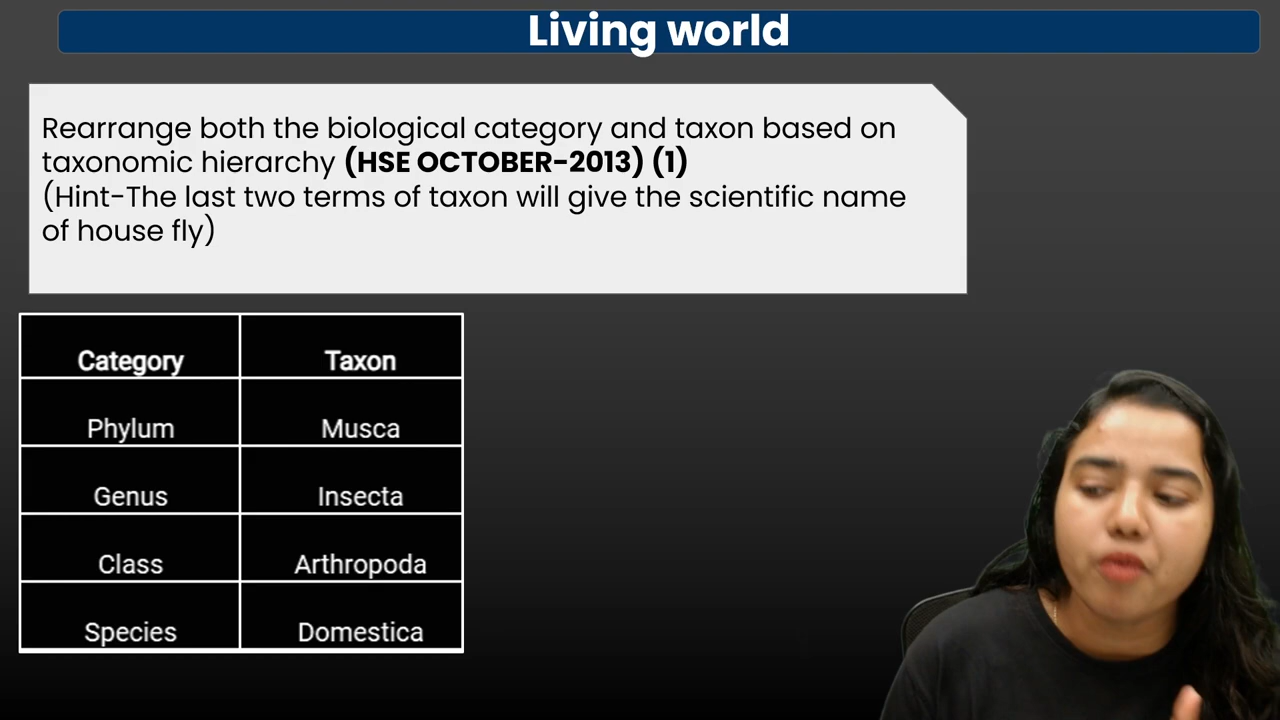 Living world
Rearrange both the biological category and taxon based on
taxonomic hierarchy (HSE OCTOBER-2013) (1)
(Hint-The last two terms of taxon will give the scientific name
of house fly)
Category Taxon
Phylum Musca
Genus Insecta
Class Arthropoda
Species Domestica